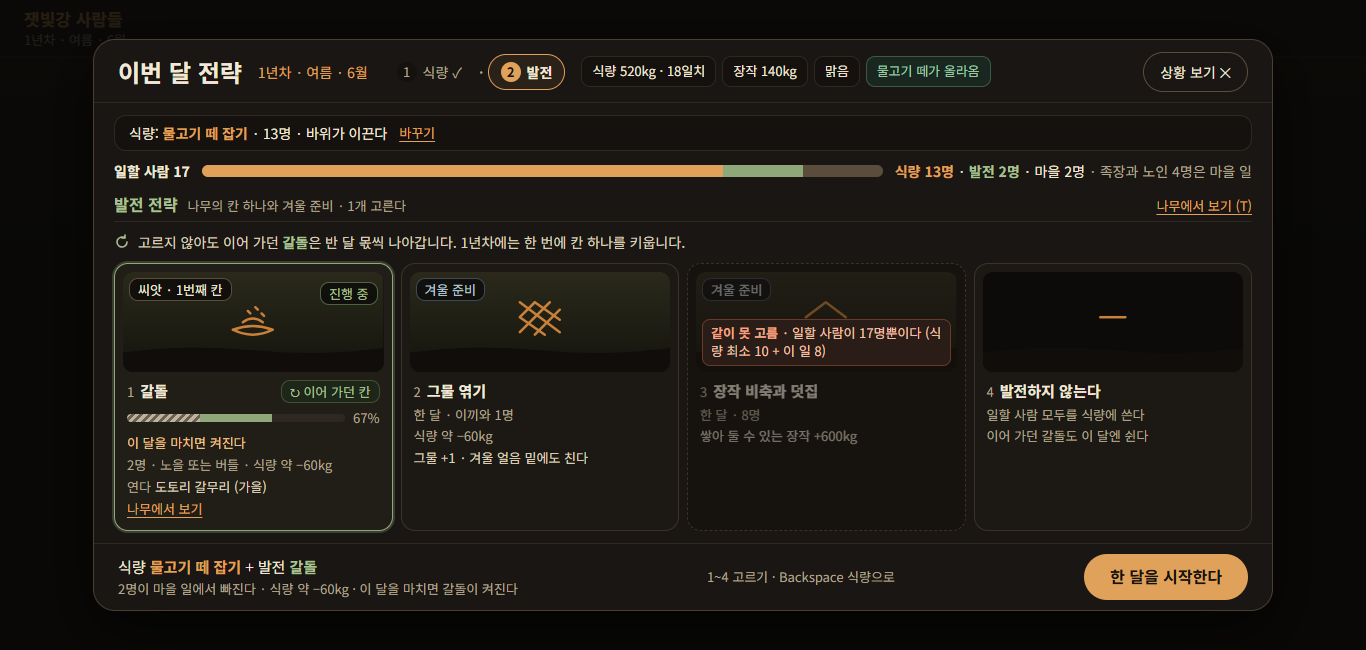 잿빛강 사람들
1년차 · 여름 · 6월
이번 달 전략 1년차 · 여름 · 6월 1 식량 ✓ · 2 발전 식량 520kg · 18일치 장작 140kg 맑음 물고기 떼가 올라옴 상황 보기 ✕
식량: 물고기 떼 잡기 · 13명 · 바위가 이끈다 바꾸기
일할 사람 17 식량 13명 · 발전 2명 · 마을 2명 · 족장과 노인 4명은 마을 일
발전 전략 나무의 칸 하나와 겨울 준비 · 1개 고른다 나무에서 보기 (T)
↻ 고르지 않아도 이어 가던 갈돌은 반 달 몫씩 나아갑니다. 1년차에는 한 번에 칸 하나를 키웁니다.
씨앗 · 1번째 칸 진행 중
1 갈돌 ↻ 이어 가던 칸
67%
이 달을 마치면 켜진다
2명 · 노을 또는 버들 · 식량 약 −60kg
연다 도토리 갈무리 (가을)
나무에서 보기
겨울 준비
2 그물 엮기
한 달 · 이끼와 1명
식량 약 −60kg
그물 +1 · 겨울 얼음 밑에도 친다
겨울 준비
같이 못 고름 · 일할 사람이 17명뿐이다 (식
량 최소 10 + 이 일 8)
3 장작 비축과 덧집
한 달 · 8명
쌓아 둘 수 있는 장작 +600kg
4 발전하지 않는다
일할 사람 모두를 식량에 쓴다
이어 가던 갈돌도 이 달엔 쉰다
식량 물고기 떼 잡기 + 발전 갈돌
2명이 마을 일에서 빠진다 · 식량 약 −60kg · 이 달을 마치면 갈돌이 켜진다
1~4 고르기 · Backspace 식량으로
한 달을 시작한다